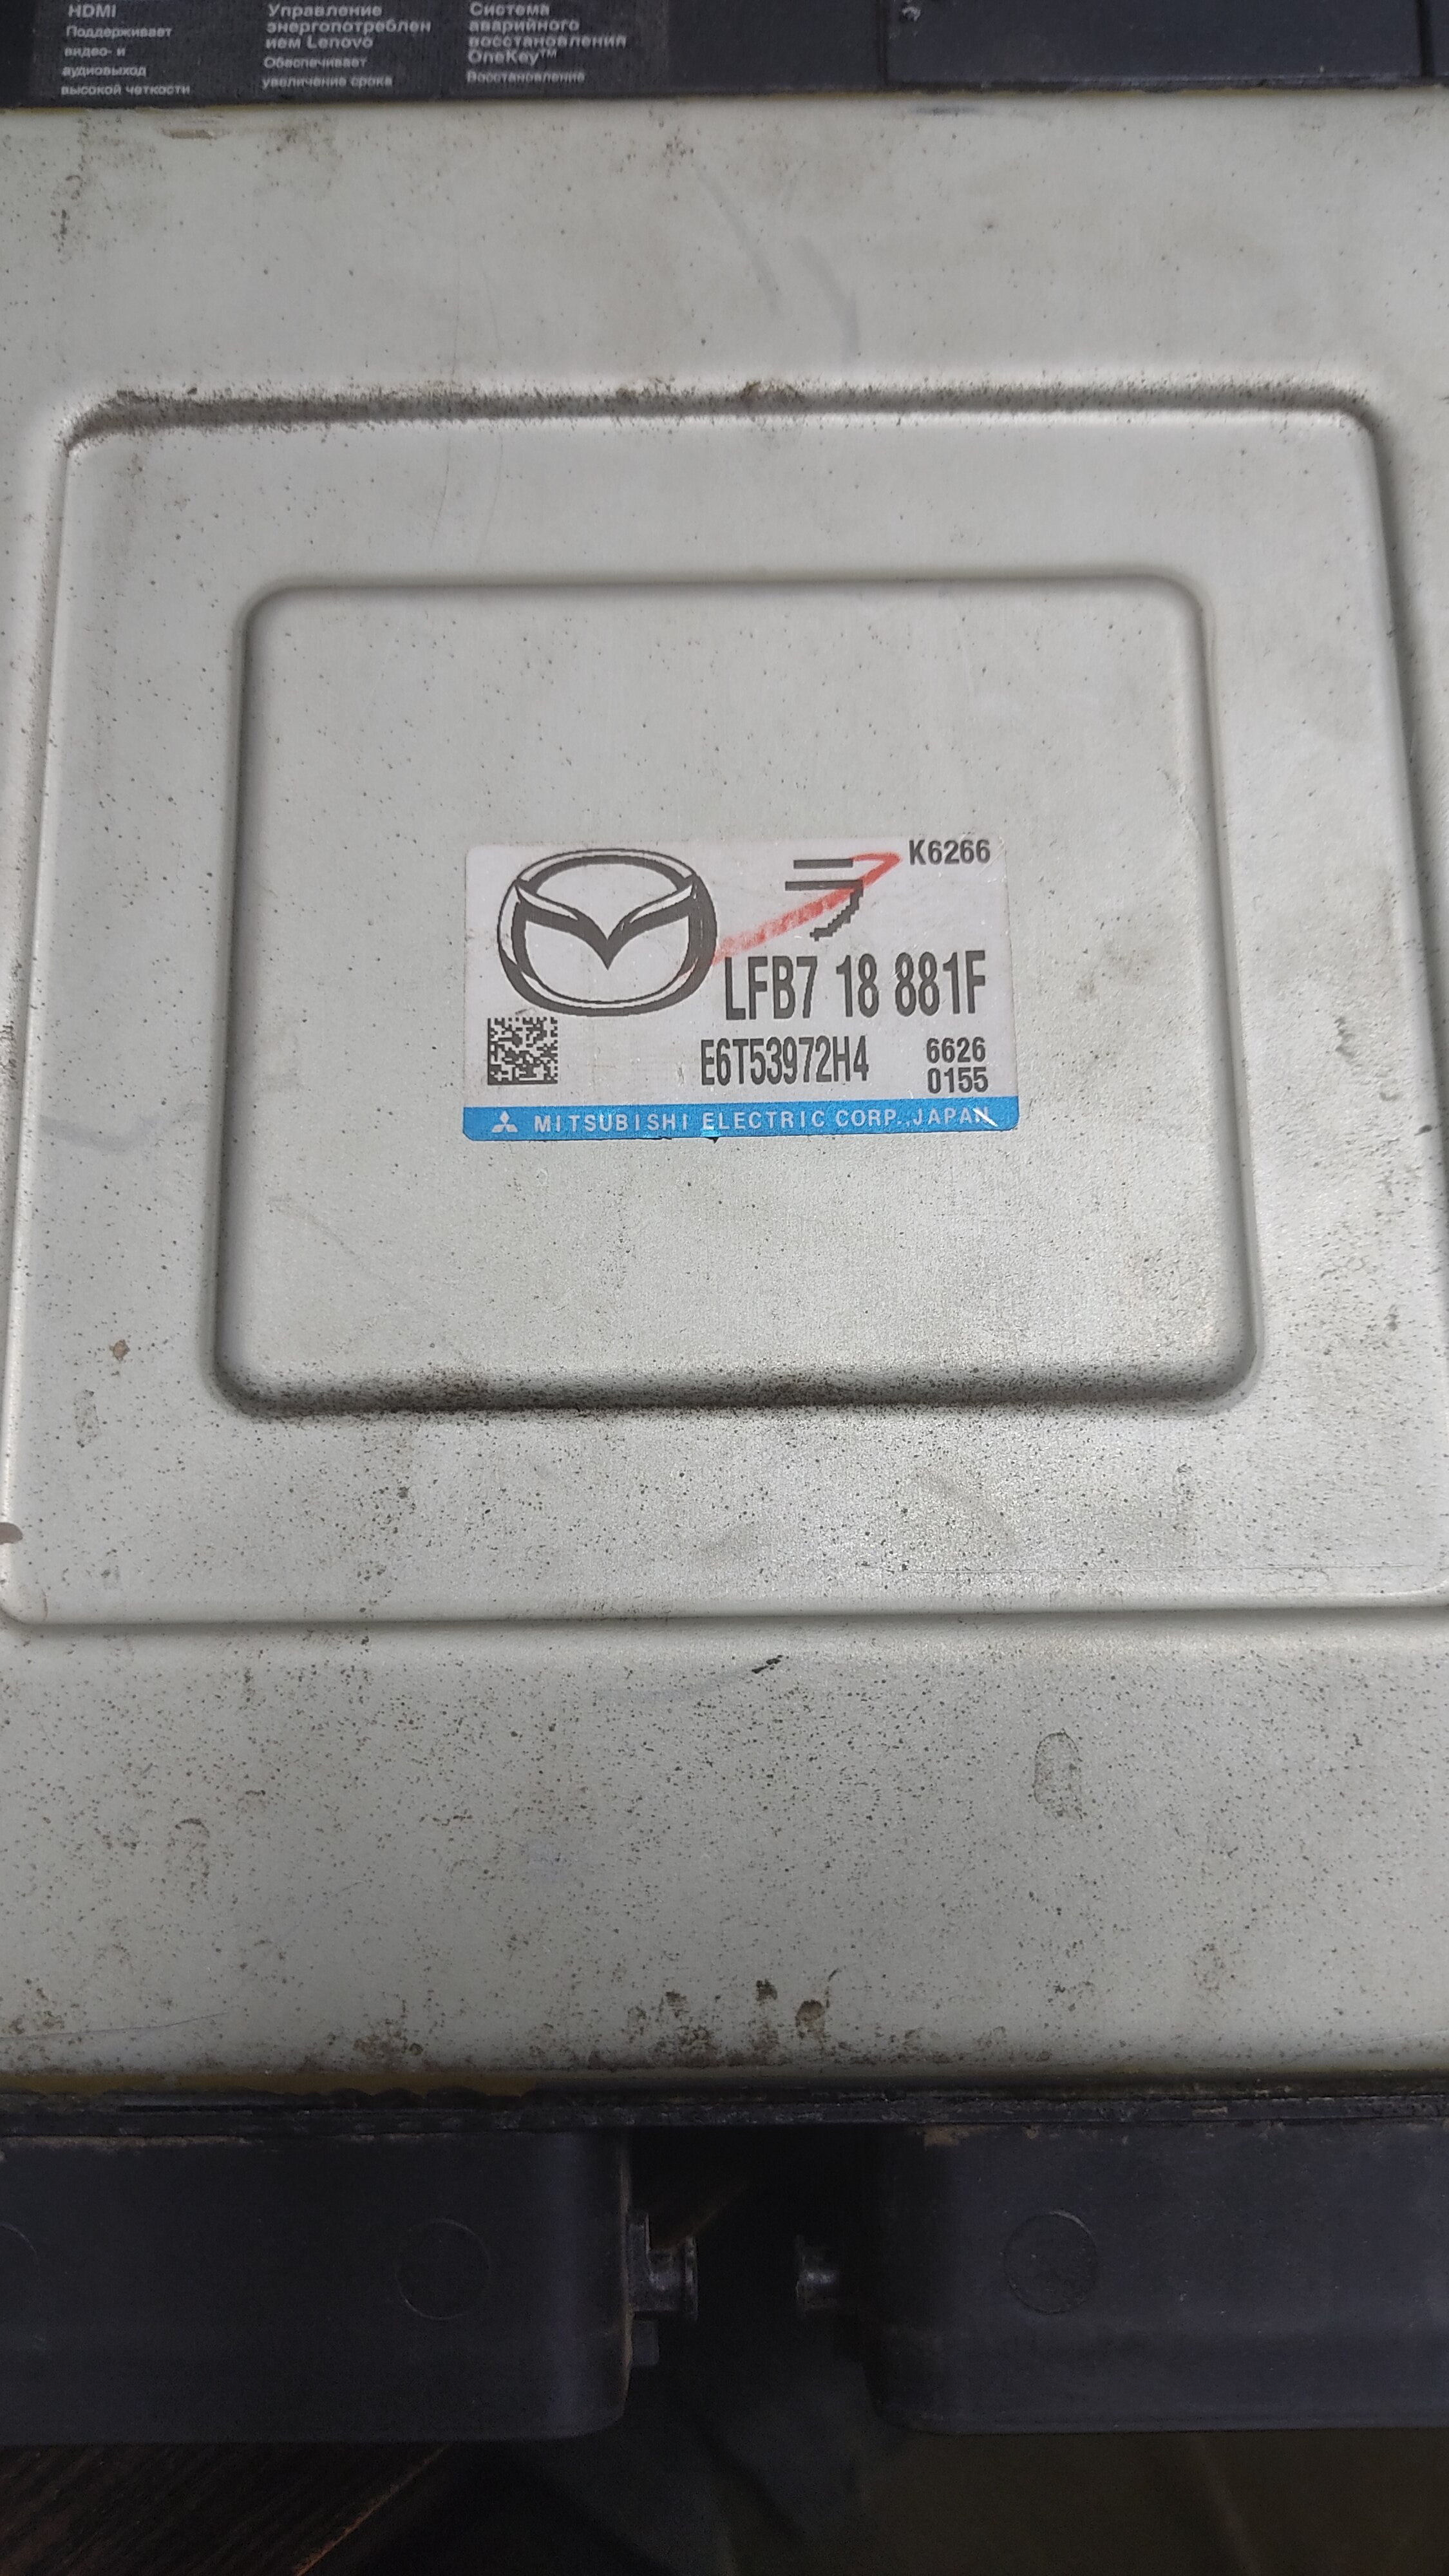 HDMI
Поддерживает
видео- и
аудиовыход
высокой четкости
Управление
энергопотреблен
ием Lenovo
Обеспечивает
увеличение срока
Система
аварийного
восстановления
OneKey™
Восстановление
ラ
K6266
LFB7 18 881F
E6T53972H4
6626
0155
MITSUBISHI ELECTRIC CORP.,JAPAN